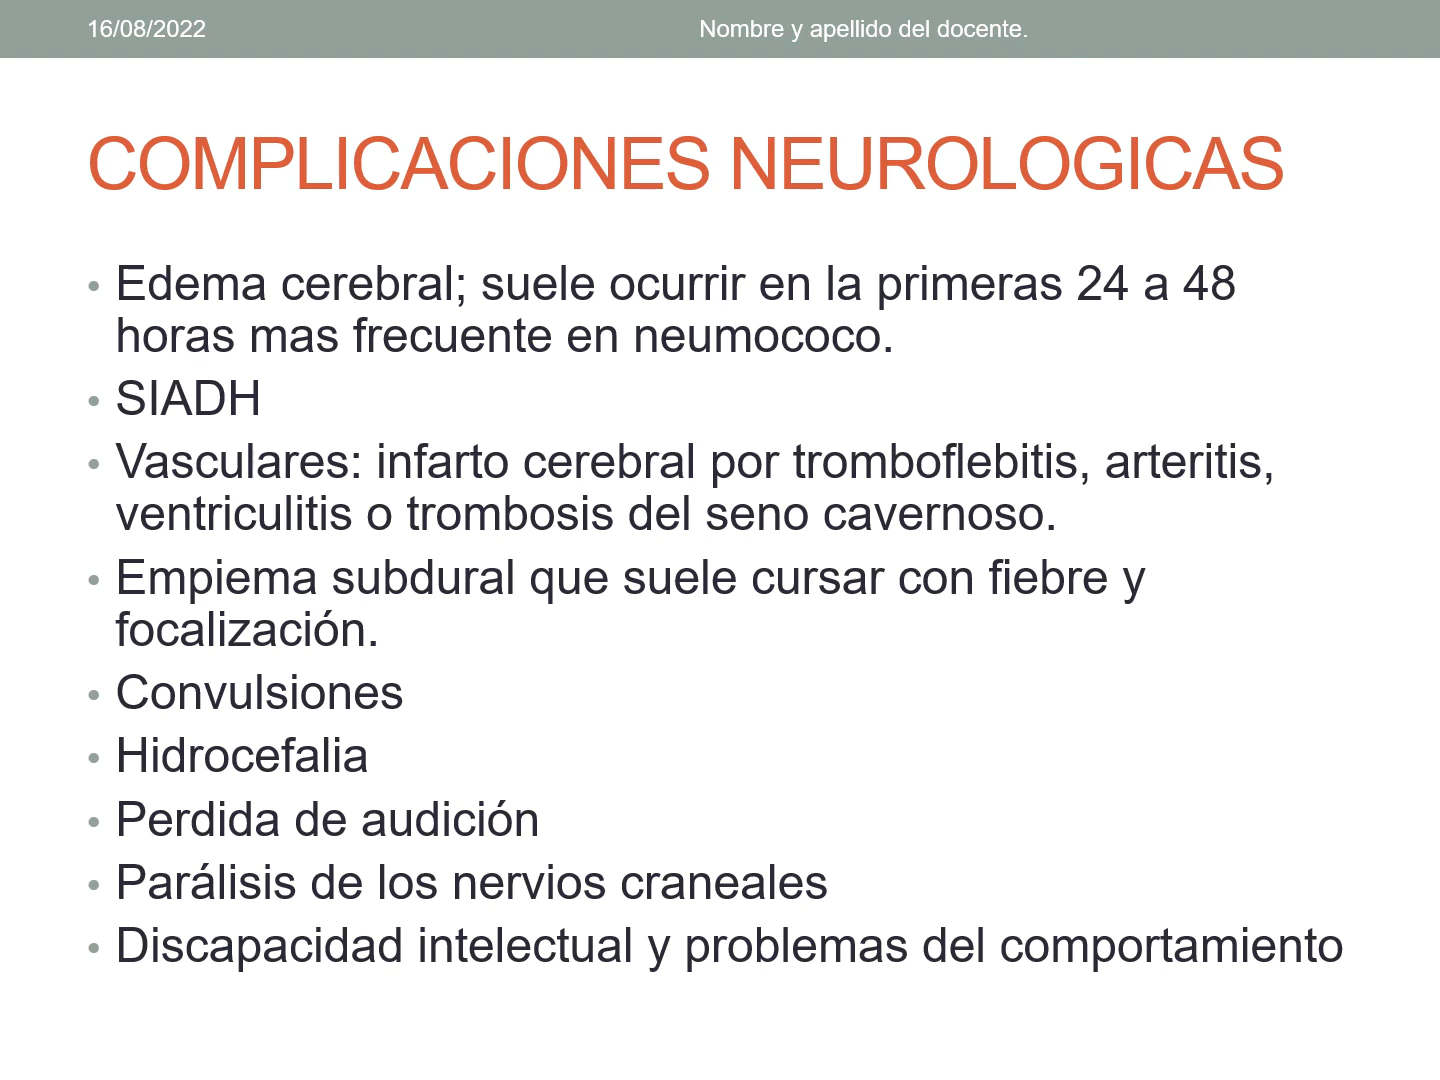 16/08/2022
Nombre y apellido del docente.
COMPLICACIONES NEUROLOGICAS
• Edema cerebral; suele ocurrir en la primeras 24 a 48
horas mas frecuente en neumococo.
• SIADH
• Vasculares: infarto cerebral por tromboflebitis, arteritis,
ventriculitis o trombosis del seno cavernoso.
• Empiema subdural que suele cursar con fiebre y
focalización.
• Convulsiones
• Hidrocefalia
• Perdida de audición
• Parálisis de los nervios craneales
• Discapacidad intelectual y problemas del comportamiento